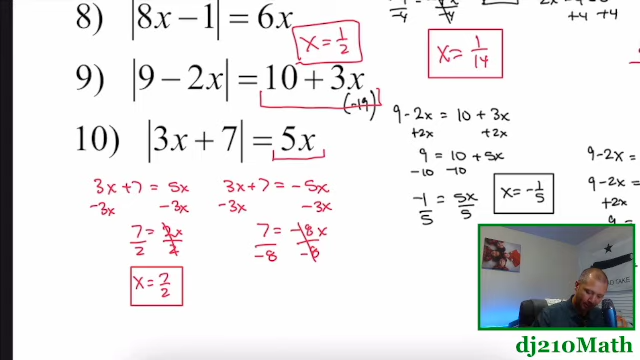 8) |8x − 1| = 6x
x = 1/2
x = 1/14
9) |9 − 2x| = 10 + 3x
(-19)
10) |3x + 7| = 5x
3x + 7 = 5x
-3x -3x
7/2 = 2x/2
x = 7/2
3x + 7 = -5x
-3x -3x
7/-8 = -8x/-8
9 - 2x = 10 + 3x
+2x +2x
9 = 10 + 5x
-10 -10
-1/5 = 5x/5
x = -1/5
+4 +4
9 - 2x =
9 - 2x =
+2x
dj210Math